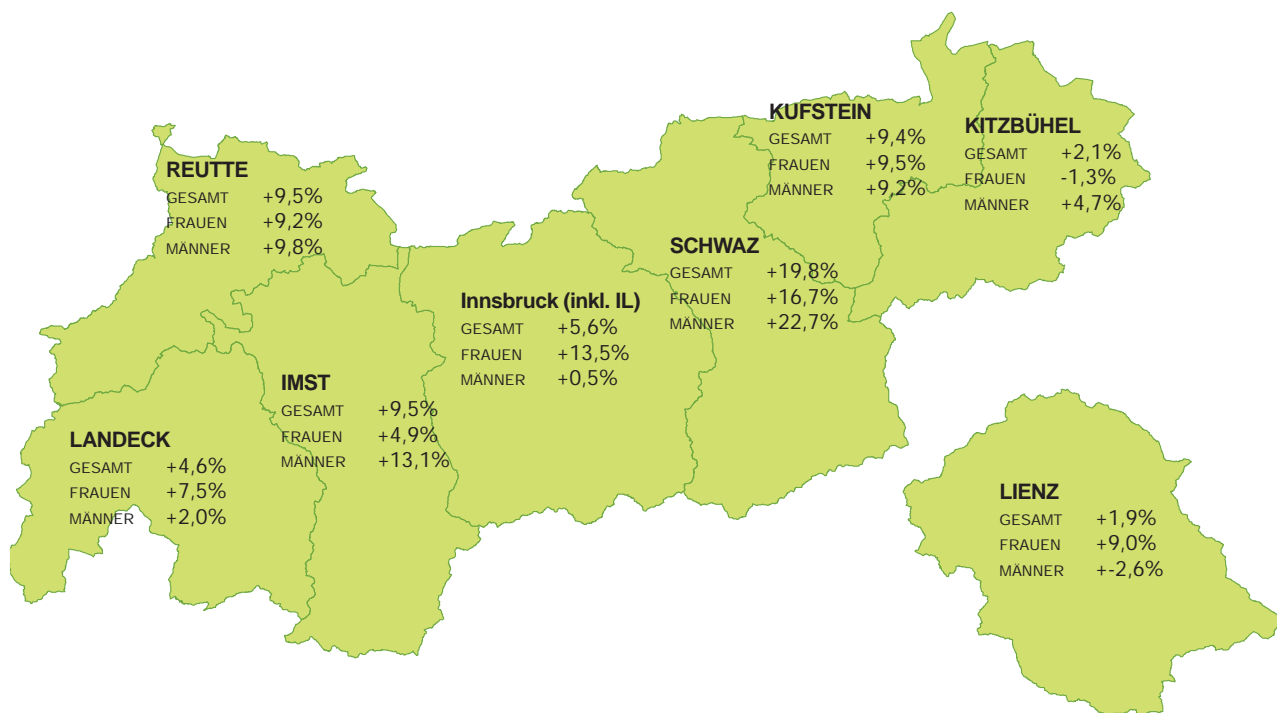 KUFSTEIN
GESAMT +9,4%
FRAUEN +9,5%
MÄNNER +9,2%
KITZBÜHEL
GESAMT +2,1%
FRAUEN -1,3%
MÄNNER +4,7%
REUTTE
GESAMT +9,5%
FRAUEN +9,2%
MÄNNER +9,8%
SCHWAZ
GESAMT +19,8%
FRAUEN +16,7%
MÄNNER +22,7%
Innsbruck (inkl. IL)
GESAMT +5,6%
FRAUEN +13,5%
MÄNNER +0,5%
IMST
GESAMT +9,5%
FRAUEN +4,9%
MÄNNER +13,1%
LANDECK
GESAMT +4,6%
FRAUEN +7,5%
MÄNNER +2,0%
LIENZ
GESAMT +1,9%
FRAUEN +9,0%
MÄNNER +-2,6%